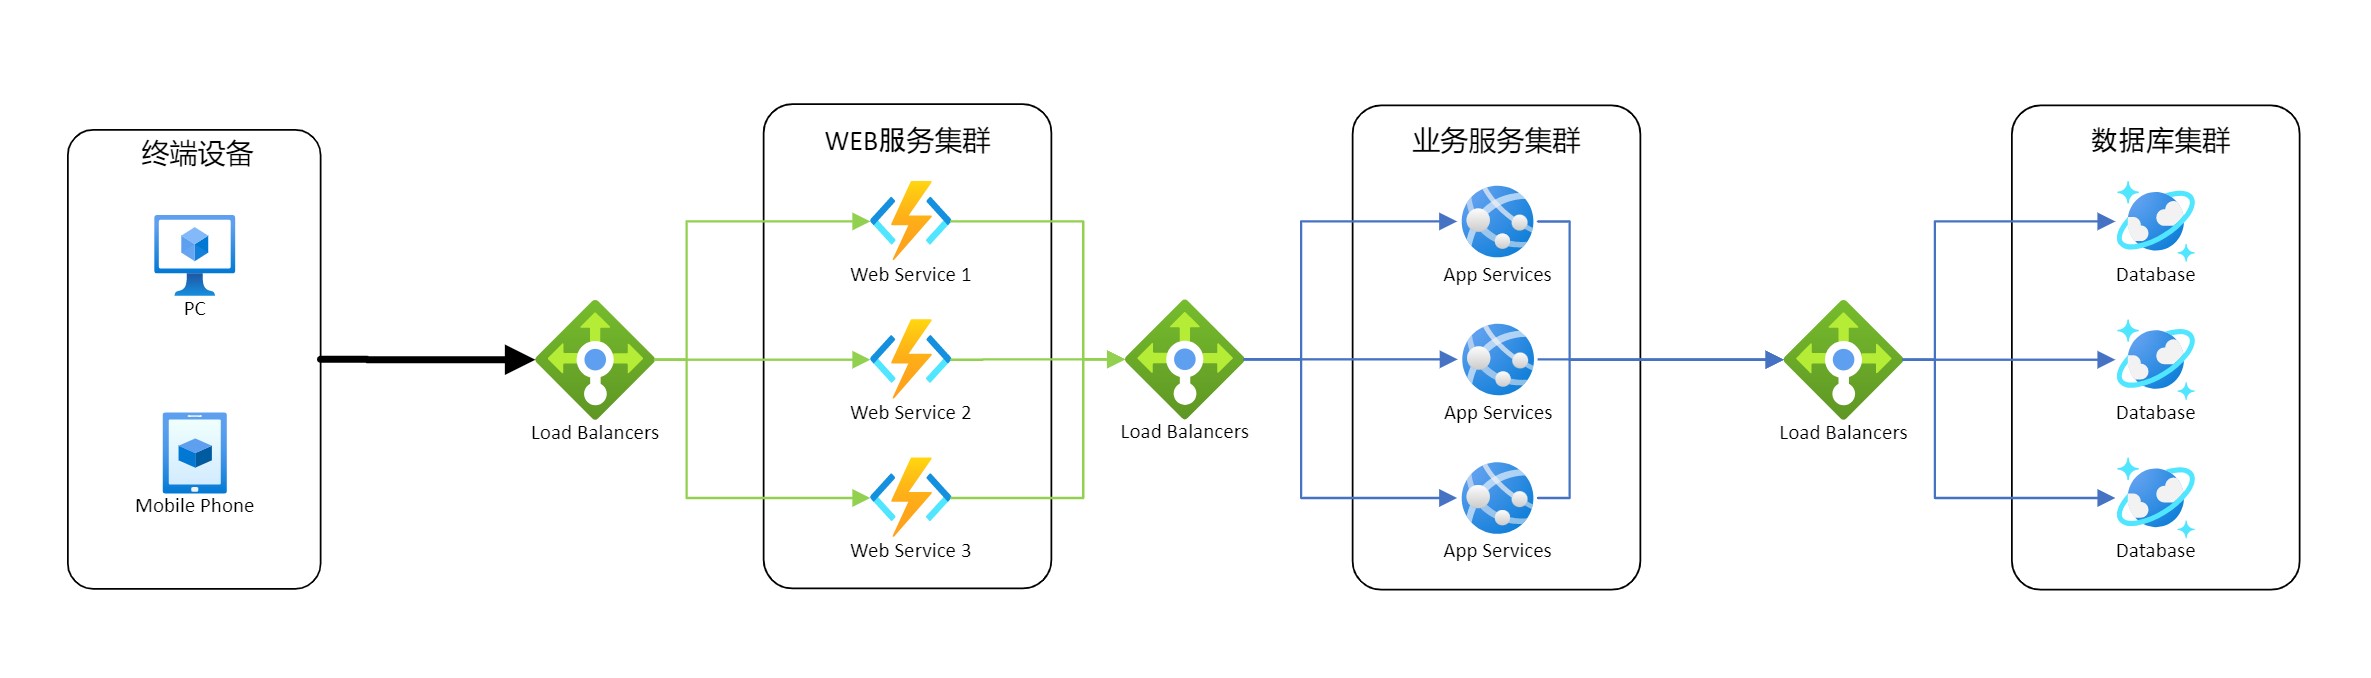 终端设备
PC
Mobile Phone
Load Balancers
WEB服务集群
Web Service 1
Web Service 2
Web Service 3
Load Balancers
业务服务集群
App Services
App Services
App Services
Load Balancers
数据库集群
Database
Database
Database